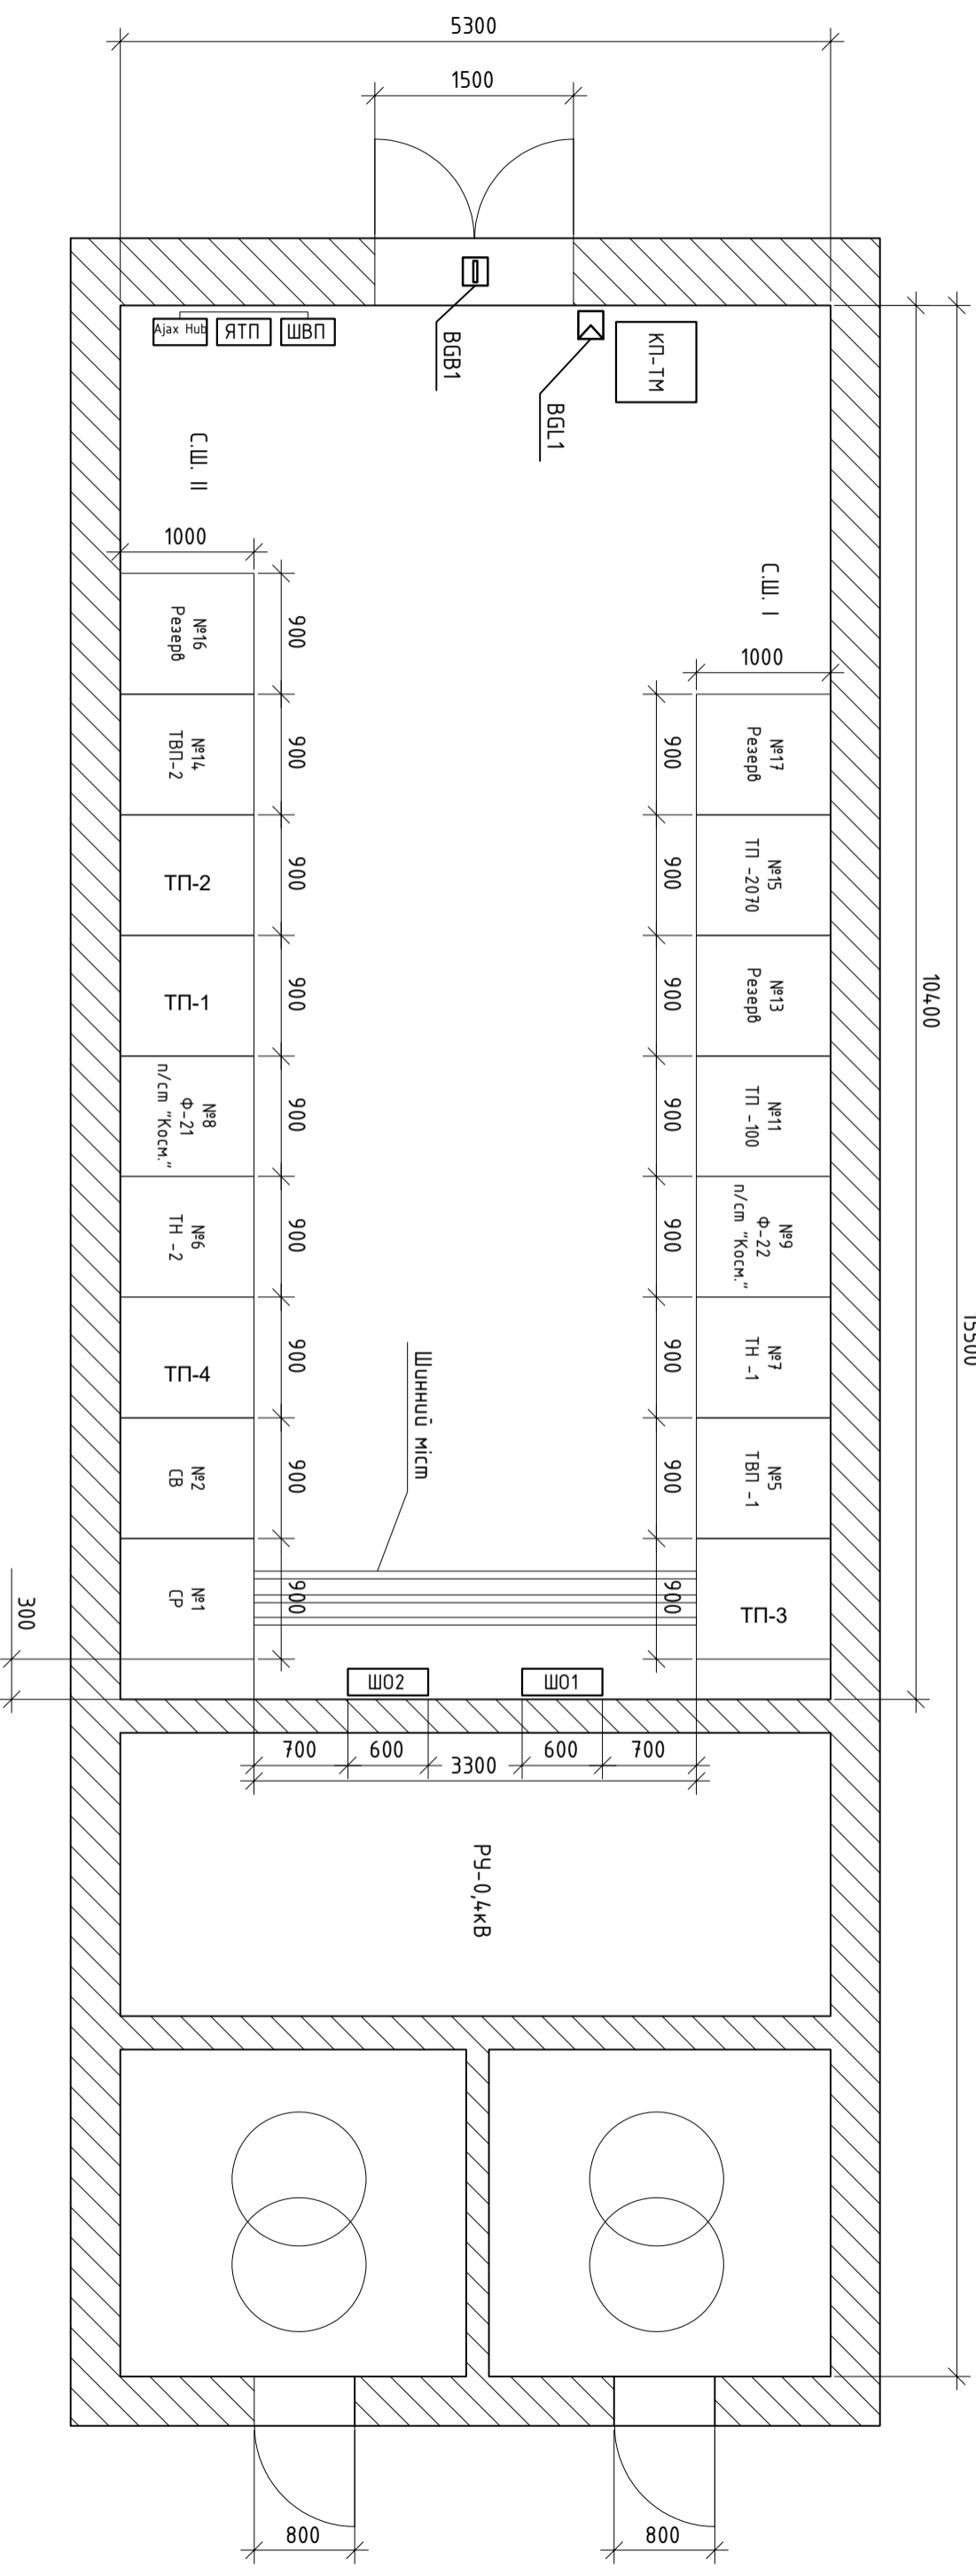 5300
1500
BGB1
BGL1
КП-ТМ
Ajax Hub
ЯТП
ШВП
С.Ш. II
С.Ш. I
1000
1000
10400
15500
№16
Резерв
900
№14
ТВП-2
900
ТП-2
900
ТП-1
900
№8
Ф-21
п/ст "Косм."
900
№6
ТН -2
900
ТП-4
900
№2
СВ
900
№1
СР
900
300
№17
Резерв
900
№15
ТП -2070
900
№13
Резерв
900
№11
ТП -100
900
№9
Ф-22
п/ст "Косм."
900
№7
ТН -1
900
№5
ТВП -1
900
ТП-3
900
Шинний міст
ШО2
ШО1
700
600
3300
600
700
РУ-0,4кВ
800
800